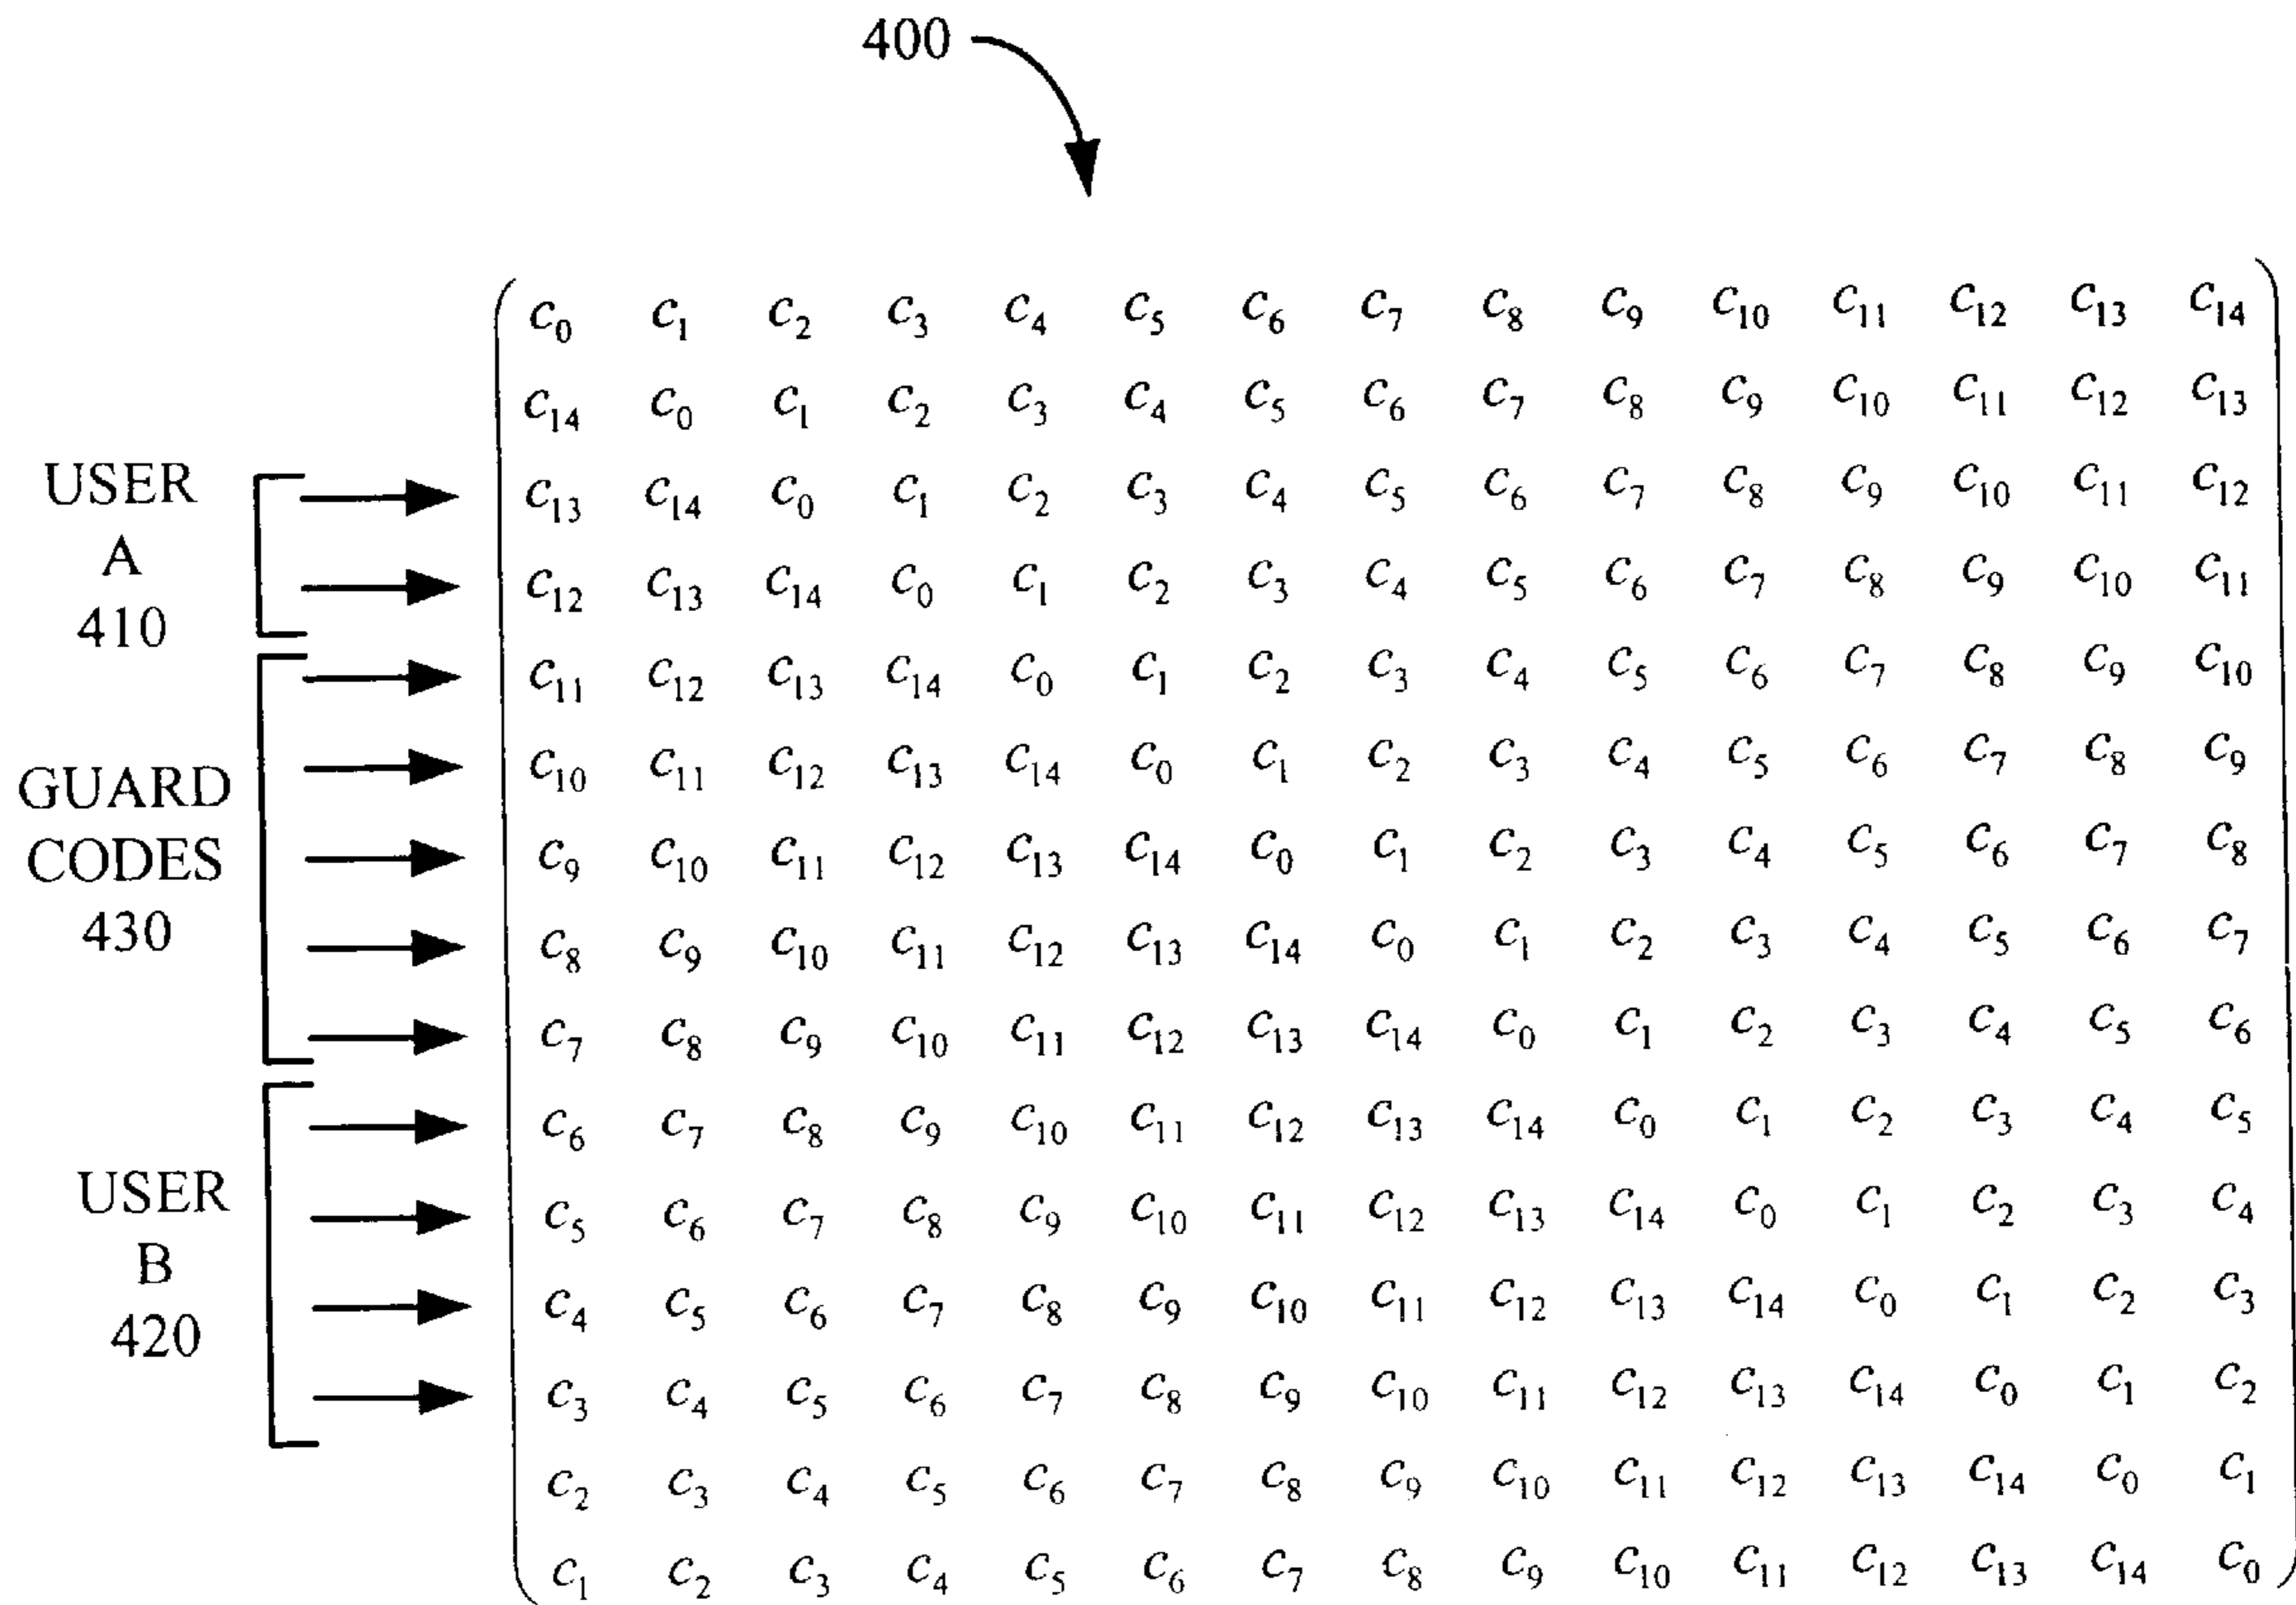 400
c₀ c₁ c₂ c₃ c₄ c₅ c₆ c₇ c₈ c₉ c₁₀ c₁₁ c₁₂ c₁₃ c₁₄
c₁₄ c₀ c₁ c₂ c₃ c₄ c₅ c₆ c₇ c₈ c₉ c₁₀ c₁₁ c₁₂ c₁₃
USER
A
410
c₁₃ c₁₄ c₀ c₁ c₂ c₃ c₄ c₅ c₆ c₇ c₈ c₉ c₁₀ c₁₁ c₁₂
c₁₂ c₁₃ c₁₄ c₀ c₁ c₂ c₃ c₄ c₅ c₆ c₇ c₈ c₉ c₁₀ c₁₁
GUARD
CODES
430
c₁₁ c₁₂ c₁₃ c₁₄ c₀ c₁ c₂ c₃ c₄ c₅ c₆ c₇ c₈ c₉ c₁₀
c₁₀ c₁₁ c₁₂ c₁₃ c₁₄ c₀ c₁ c₂ c₃ c₄ c₅ c₆ c₇ c₈ c₉
c₉ c₁₀ c₁₁ c₁₂ c₁₃ c₁₄ c₀ c₁ c₂ c₃ c₄ c₅ c₆ c₇ c₈
c₈ c₉ c₁₀ c₁₁ c₁₂ c₁₃ c₁₄ c₀ c₁ c₂ c₃ c₄ c₅ c₆ c₇
c₇ c₈ c₉ c₁₀ c₁₁ c₁₂ c₁₃ c₁₄ c₀ c₁ c₂ c₃ c₄ c₅ c₆
USER
B
420
c₆ c₇ c₈ c₉ c₁₀ c₁₁ c₁₂ c₁₃ c₁₄ c₀ c₁ c₂ c₃ c₄ c₅
c₅ c₆ c₇ c₈ c₉ c₁₀ c₁₁ c₁₂ c₁₃ c₁₄ c₀ c₁ c₂ c₃ c₄
c₄ c₅ c₆ c₇ c₈ c₉ c₁₀ c₁₁ c₁₂ c₁₃ c₁₄ c₀ c₁ c₂ c₃
c₃ c₄ c₅ c₆ c₇ c₈ c₉ c₁₀ c₁₁ c₁₂ c₁₃ c₁₄ c₀ c₁ c₂
c₂ c₃ c₄ c₅ c₆ c₇ c₈ c₉ c₁₀ c₁₁ c₁₂ c₁₃ c₁₄ c₀ c₁
c₁ c₂ c₃ c₄ c₅ c₆ c₇ c₈ c₉ c₁₀ c₁₁ c₁₂ c₁₃ c₁₄ c₀